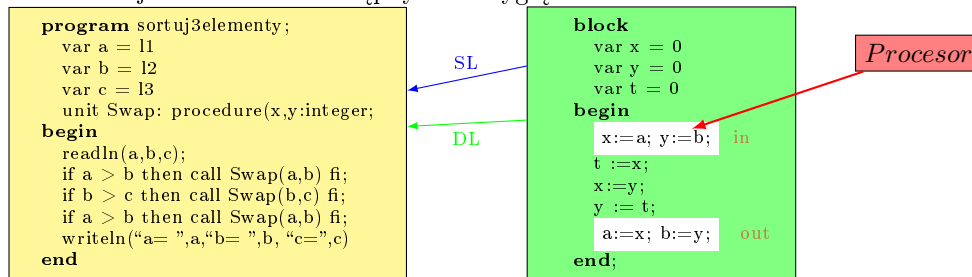 program sortuj3elementy;
var a = l1
var b = l2
var c = l3
unit Swap: procedure(x,y:integer;
begin
readln(a,b,c);
if a > b then call Swap(a,b) fi;
if b > c then call Swap(b,c) fi;
if a > b then call Swap(a,b) fi;
writeln(“a= ”,a,“b= ”,b, “c=”,c)
end
SL
DL
block
var x = 0
var y = 0
var t = 0
begin
x:=a; y:=b; in
t :=x;
x:=y;
y := t;
a:=x; b:=y; out
end;
Procesor